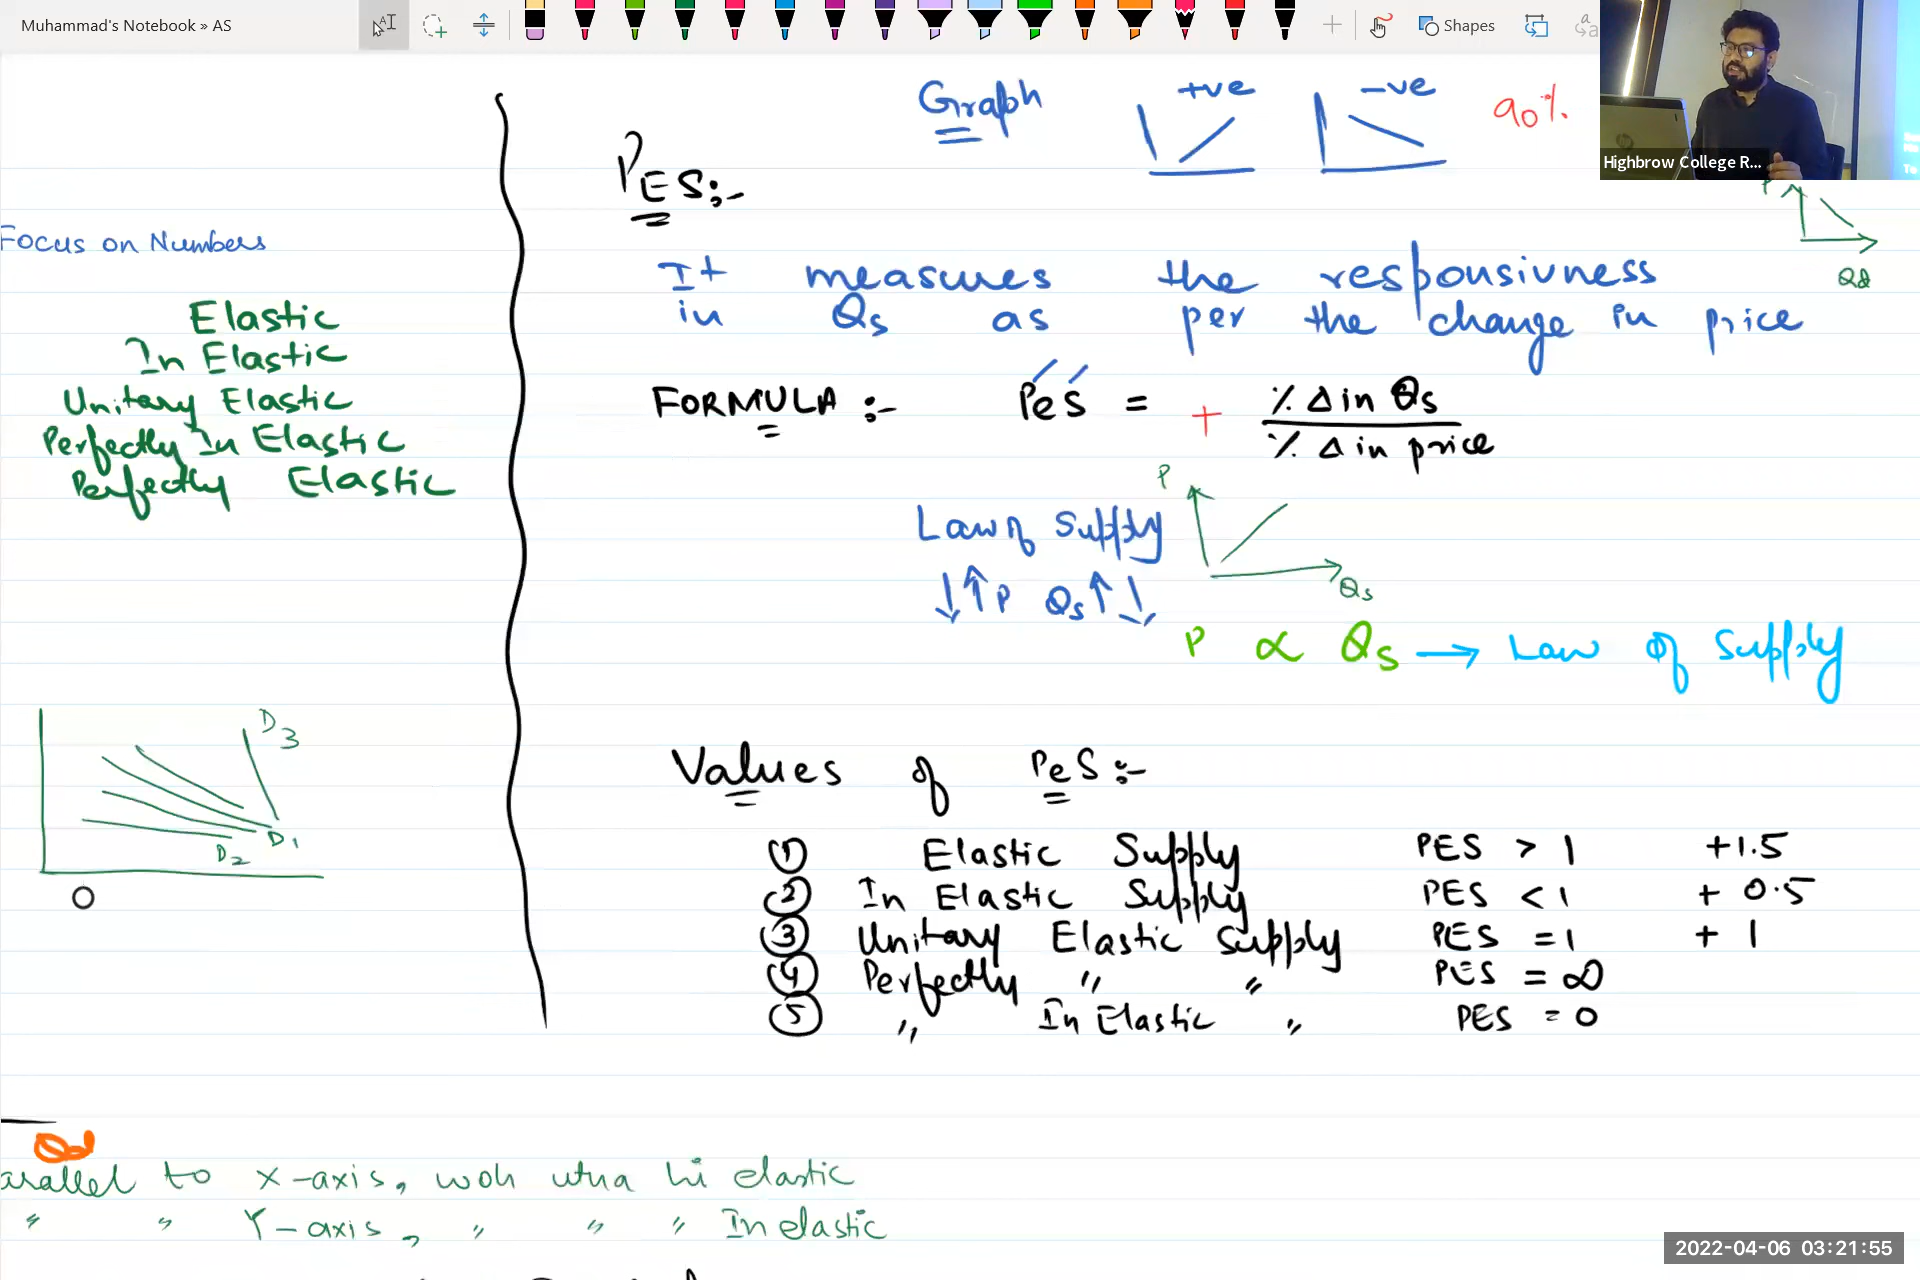 Muhammad's Notebook » AS
Shapes
Highbrow College R...
Graph
+ve
-ve
90%
PES:-
P
Qd
Focus on Numbers
It measures the responsivness
in Qs as per the change in price
Elastic
In Elastic
Unitary Elastic
Perfectly In Elastic
Perfectly Elastic
FORMULA :- PeS = + % Δ in Qs
% Δ in price
P
Law of Supply
↓↑P Qs↑↓
Qs
P ∝ Qs → Law of Supply
D3
D1
D2
O
Values of PeS:-
① Elastic Supply PES > 1 +1.5
② In Elastic Supply PES < 1 + 0.5
③ Unitary Elastic Supply PES = 1 + 1
④ Perfectly " " PES = ∞
⑤ " In Elastic " PES = 0
arallel to X-axis, woh utna hi elastic
" " Y-axis, " " " In elastic
2022-04-06 03:21:55